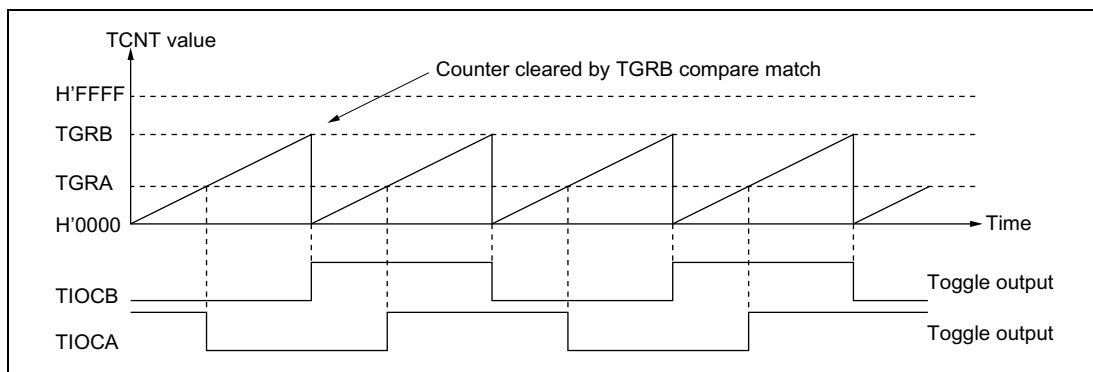 TCNT value
Counter cleared by TGRB compare match
H'FFFF
TGRB
TGRA
H'0000
Time
TIOCB
Toggle output
TIOCA
Toggle output